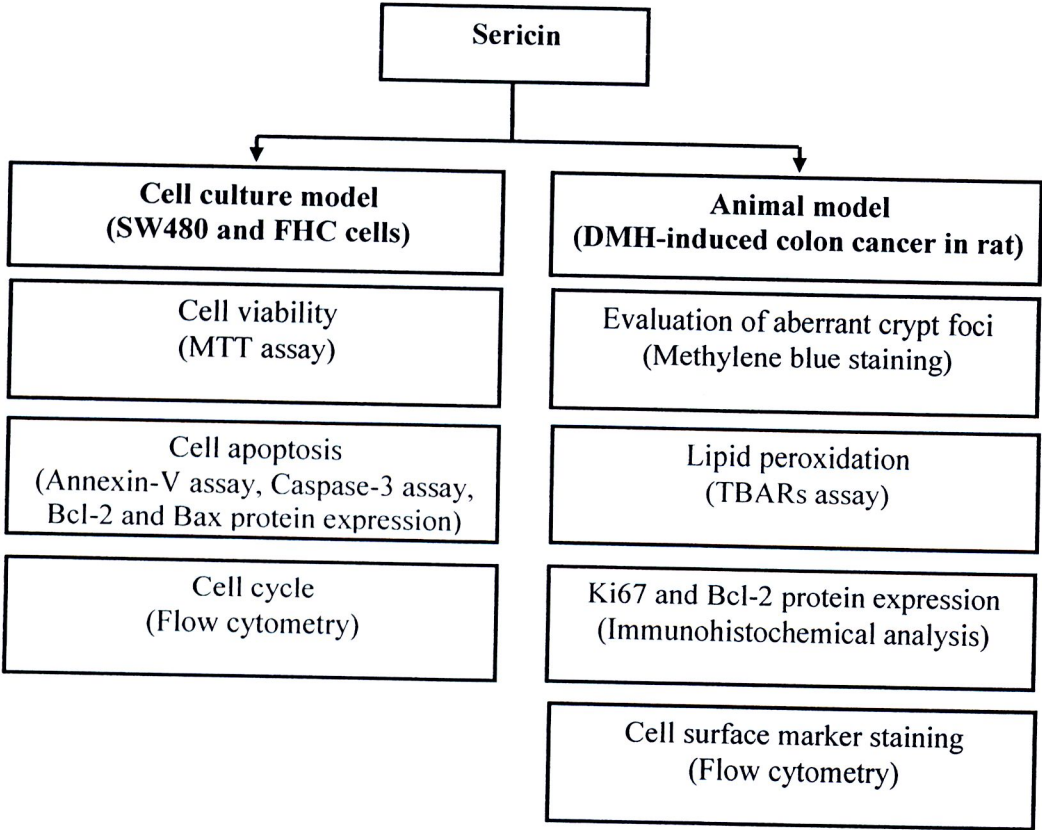 Sericin
Cell culture model
(SW480 and FHC cells)
Cell viability
(MTT assay)
Cell apoptosis
(Annexin-V assay, Caspase-3 assay,
Bcl-2 and Bax protein expression)
Cell cycle
(Flow cytometry)
Animal model
(DMH-induced colon cancer in rat)
Evaluation of aberrant crypt foci
(Methylene blue staining)
Lipid peroxidation
(TBARs assay)
Ki67 and Bcl-2 protein expression
(Immunohistochemical analysis)
Cell surface marker staining
(Flow cytometry)